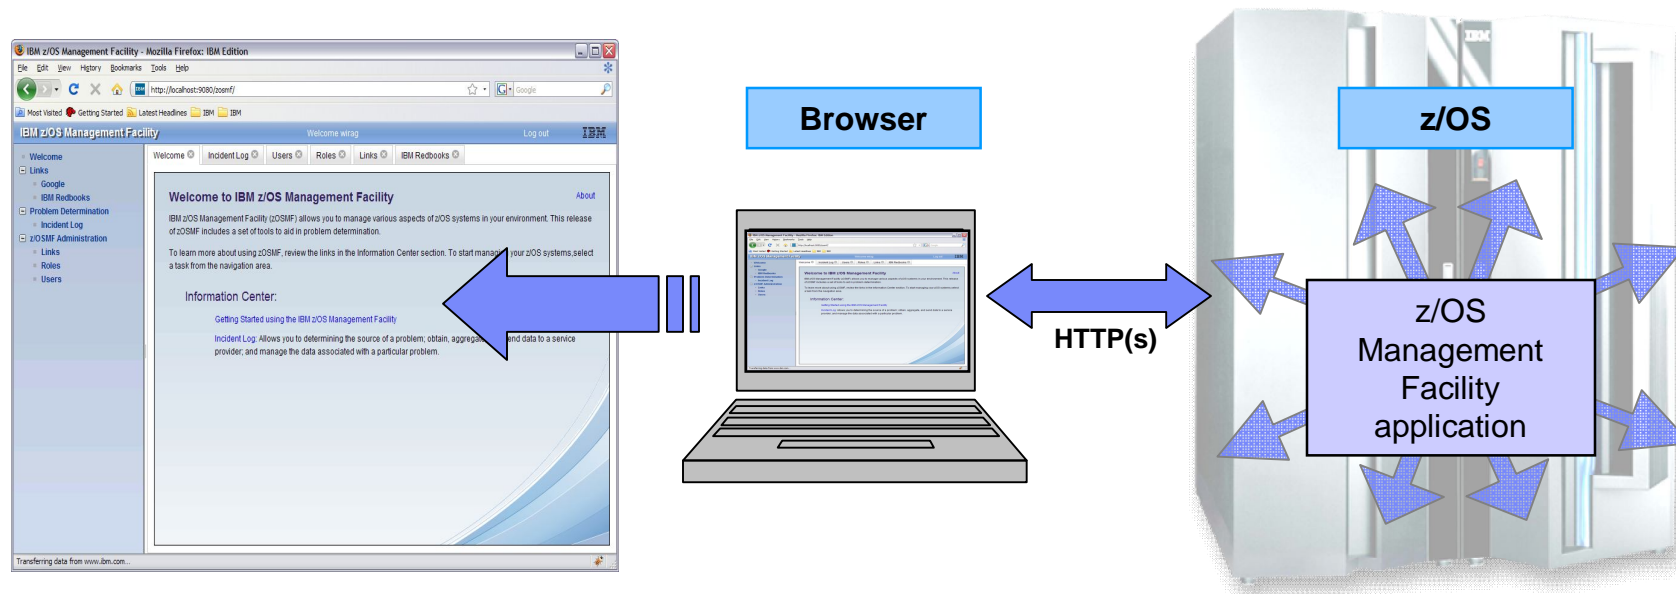 IBM z/OS Management Facility - Mozilla Firefox: IBM Edition
File Edit View History Bookmarks Tools Help
http://localhost:9080/zosmf/
Google
Most Visited Getting Started Latest Headlines IBM IBM
IBM z/OS Management Facility Welcome wirag Log out IBM
Welcome
Links
Google
IBM Redbooks
Problem Determination
Incident Log
z/OSMF Administration
Links
Roles
Users
Welcome Incident Log Users Roles Links IBM Redbooks
Welcome to IBM z/OS Management Facility About
IBM z/OS Management Facility (zOSMF) allows you to manage various aspects of z/OS systems in your environment. This release
of zOSMF includes a set of tools to aid in problem determination.
To learn more about using zOSMF, review the links in the Information Center section. To start your z/OS systems,select
a task from the navigation area.
Information Center:
Getting Started using the IBM z/OS Management Facility
Incident Log: Allows you to determining the source of a problem; obtain, end data to a service
provider; and manage the data associated with a particular problem.
Transferring data from www.ibm.com...
Browser
Welcome to IBM z/OS Management Facility
Information Center:
HTTP(s)
IBM
z/OS
z/OS
Management
Facility
application